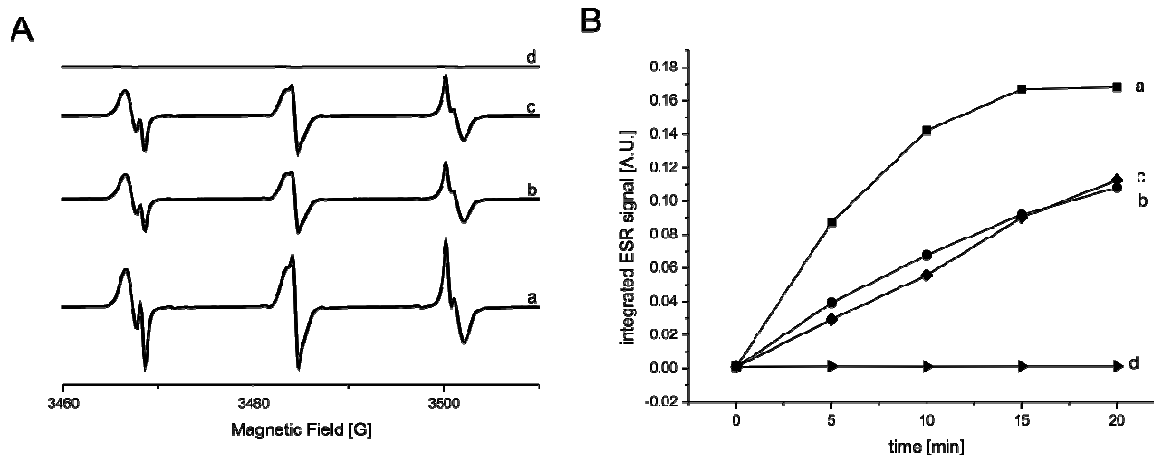 A
d
c
b
a
3460
3480
3500
Magnetic Field [G]
B
0.18
0.16
0.14
0.12
0.10
0.08
0.06
0.04
0.02
0.00
-0.02
integrated ESR signal [A.U.]
a
c
b
d
0
5
10
15
20
time [min]